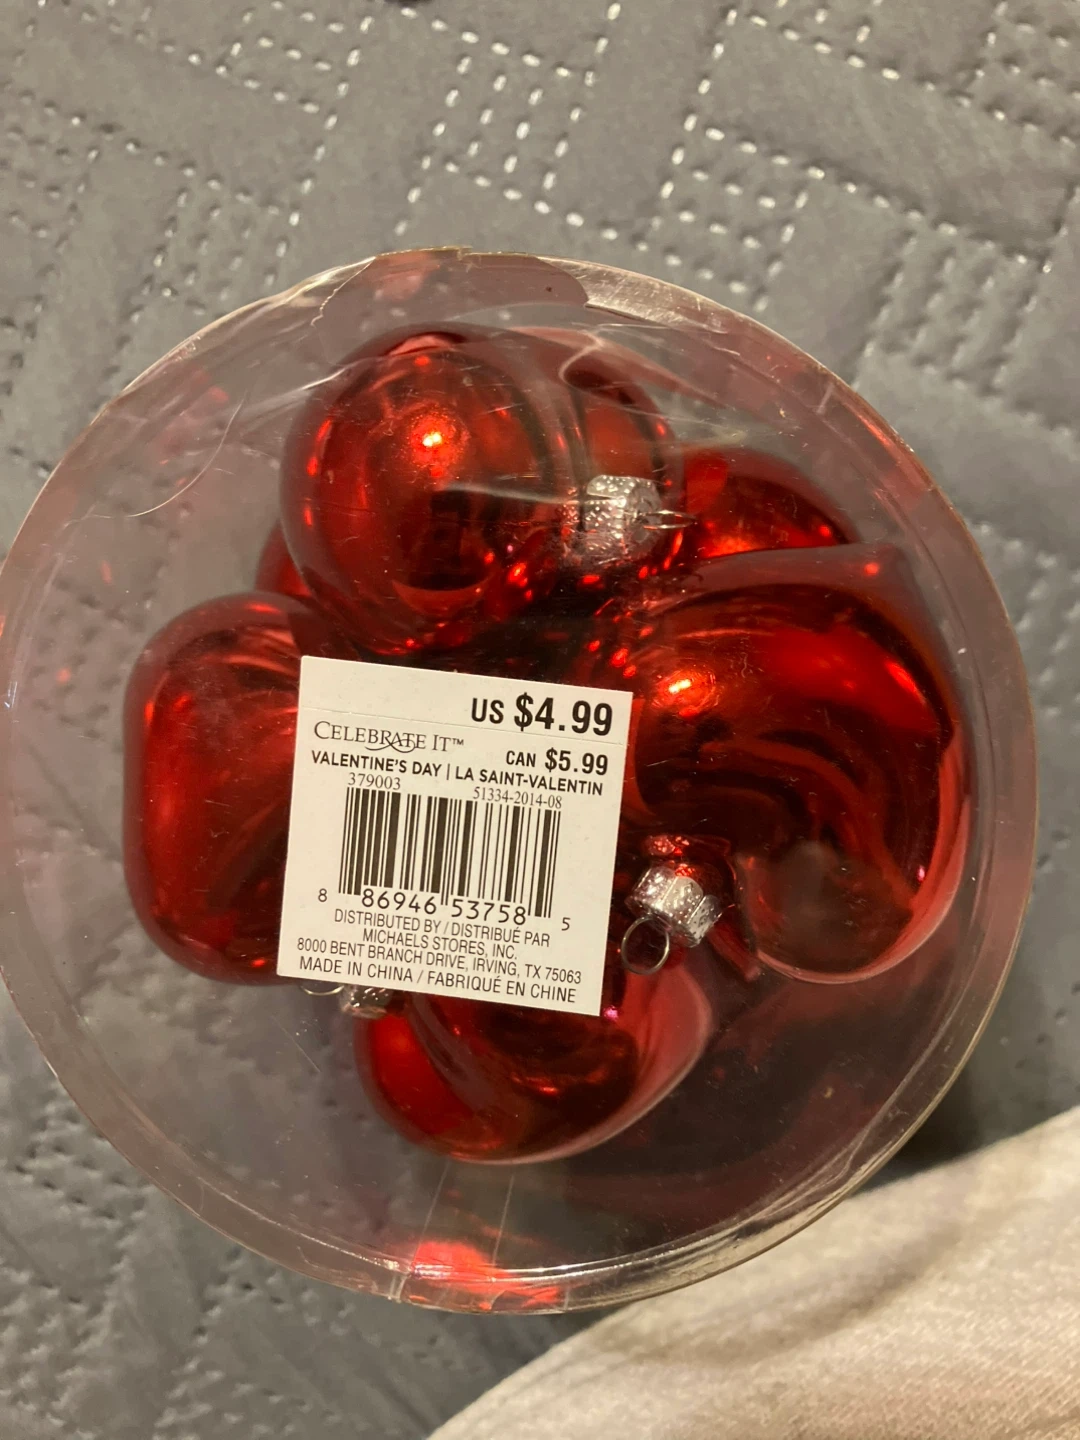 US $4.99
CELEBRATE IT™ CAN $5.99
VALENTINE'S DAY | LA SAINT-VALENTIN
379003 51334-2014-08
8 86946 53758 5
DISTRIBUTED BY / DISTRIBUÉ PAR
MICHAELS STORES, INC.
8000 BENT BRANCH DRIVE, IRVING, TX 75063
MADE IN CHINA / FABRIQUÉ EN CHINE